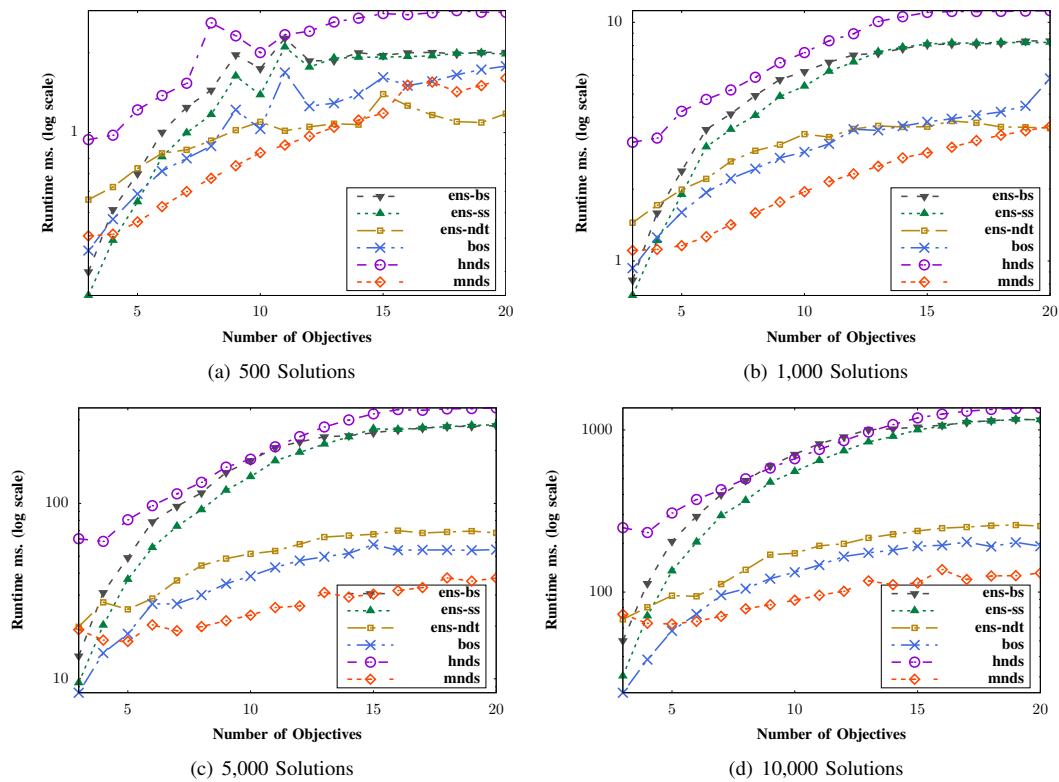 Runtime ms. (log scale)
1
5
10
15
20
Number of Objectives
ens-bs
ens-ss
ens-ndt
bos
hnds
mnds
(a) 500 Solutions
Runtime ms. (log scale)
10
1
5
10
15
20
Number of Objectives
ens-bs
ens-ss
ens-ndt
bos
hnds
mnds
(b) 1,000 Solutions
Runtime ms. (log scale)
100
10
5
10
15
20
Number of Objectives
ens-bs
ens-ss
ens-ndt
bos
hnds
mnds
(c) 5,000 Solutions
Runtime ms. (log scale)
1000
100
5
10
15
20
Number of Objectives
ens-bs
ens-ss
ens-ndt
bos
hnds
mnds
(d) 10,000 Solutions